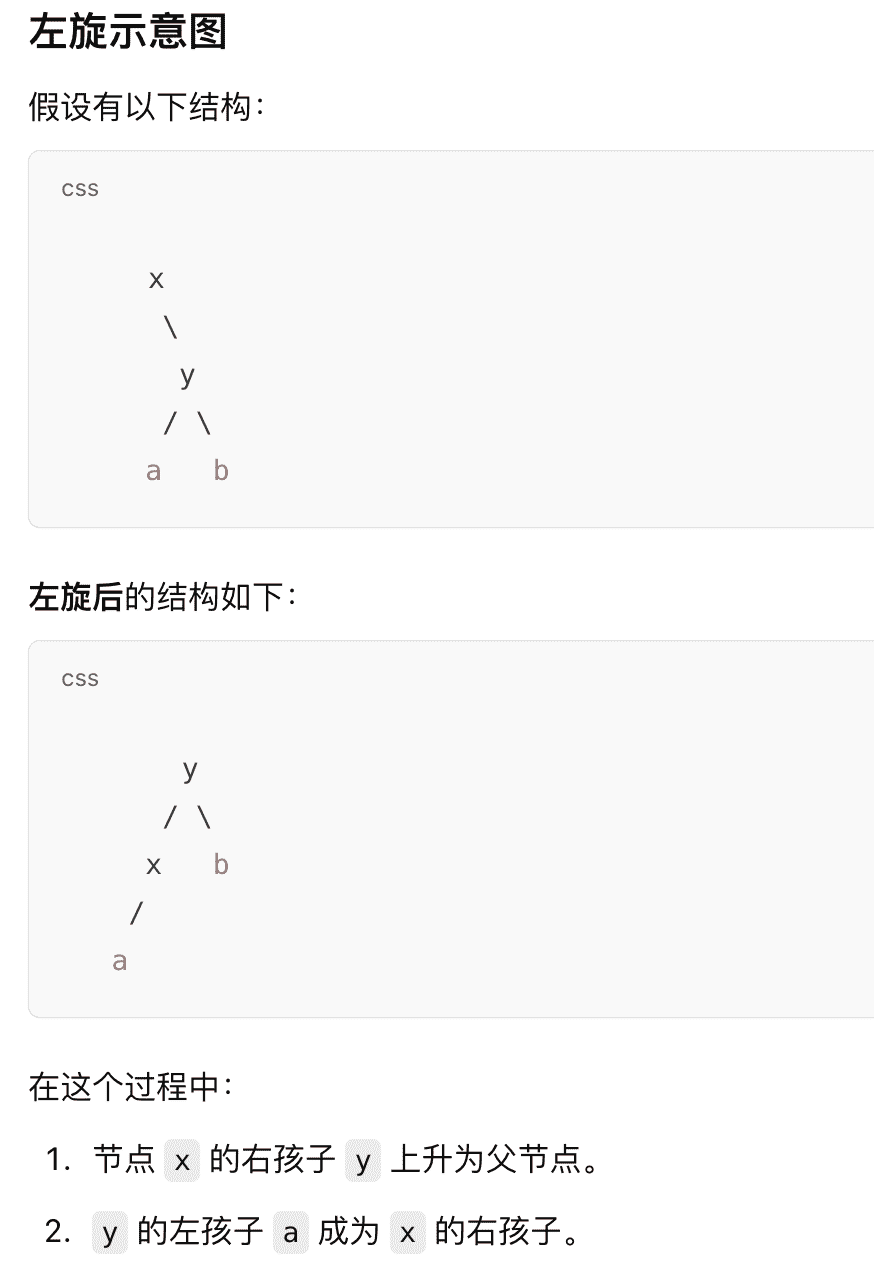 左旋示意图
假设有以下结构：
css
x
\
y
/ \
a b
左旋后的结构如下：
css
y
/ \
x b
/
a
在这个过程中：
1. 节点 x 的右孩子 y 上升为父节点。
2. y 的左孩子 a 成为 x 的右孩子。